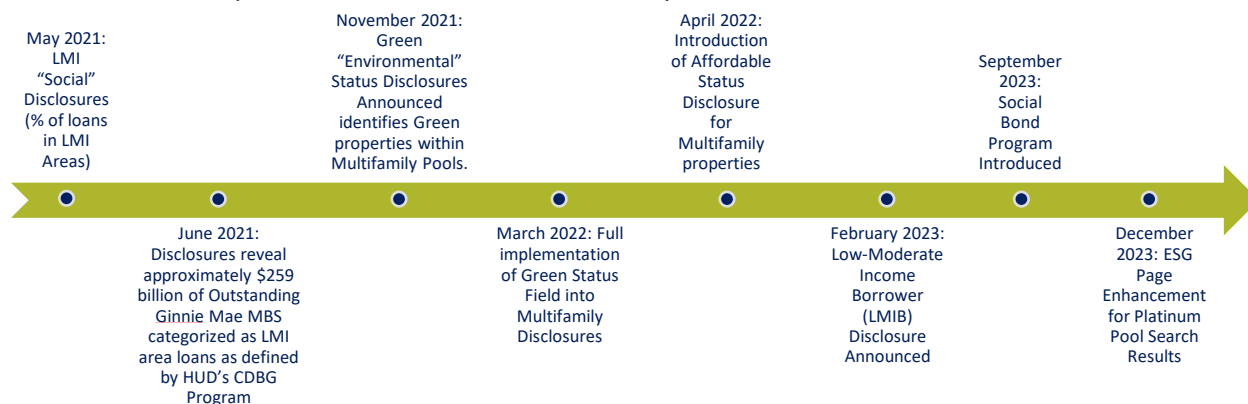 May 2021:
LMI
“Social”
Disclosures
(% of loans
in LMI
Areas)
June 2021:
Disclosures reveal
approximately $259
billion of Outstanding
Ginnie Mae MBS
categorized as LMI
area loans as defined
by HUD’s CDBG
Program
November 2021:
Green
“Environmental”
Status Disclosures
Announced
identifies Green
properties within
Multifamily Pools.
March 2022: Full
implementation
of Green Status
Field into
Multifamily
Disclosures
April 2022:
Introduction
of Affordable
Status
Disclosure
for
Multifamily
properties
February 2023:
Low-Moderate
Income
Borrower
(LMIB)
Disclosure
Announced
September
2023:
Social
Bond
Program
Introduced
December
2023: ESG
Page
Enhancement
for Platinum
Pool Search
Results